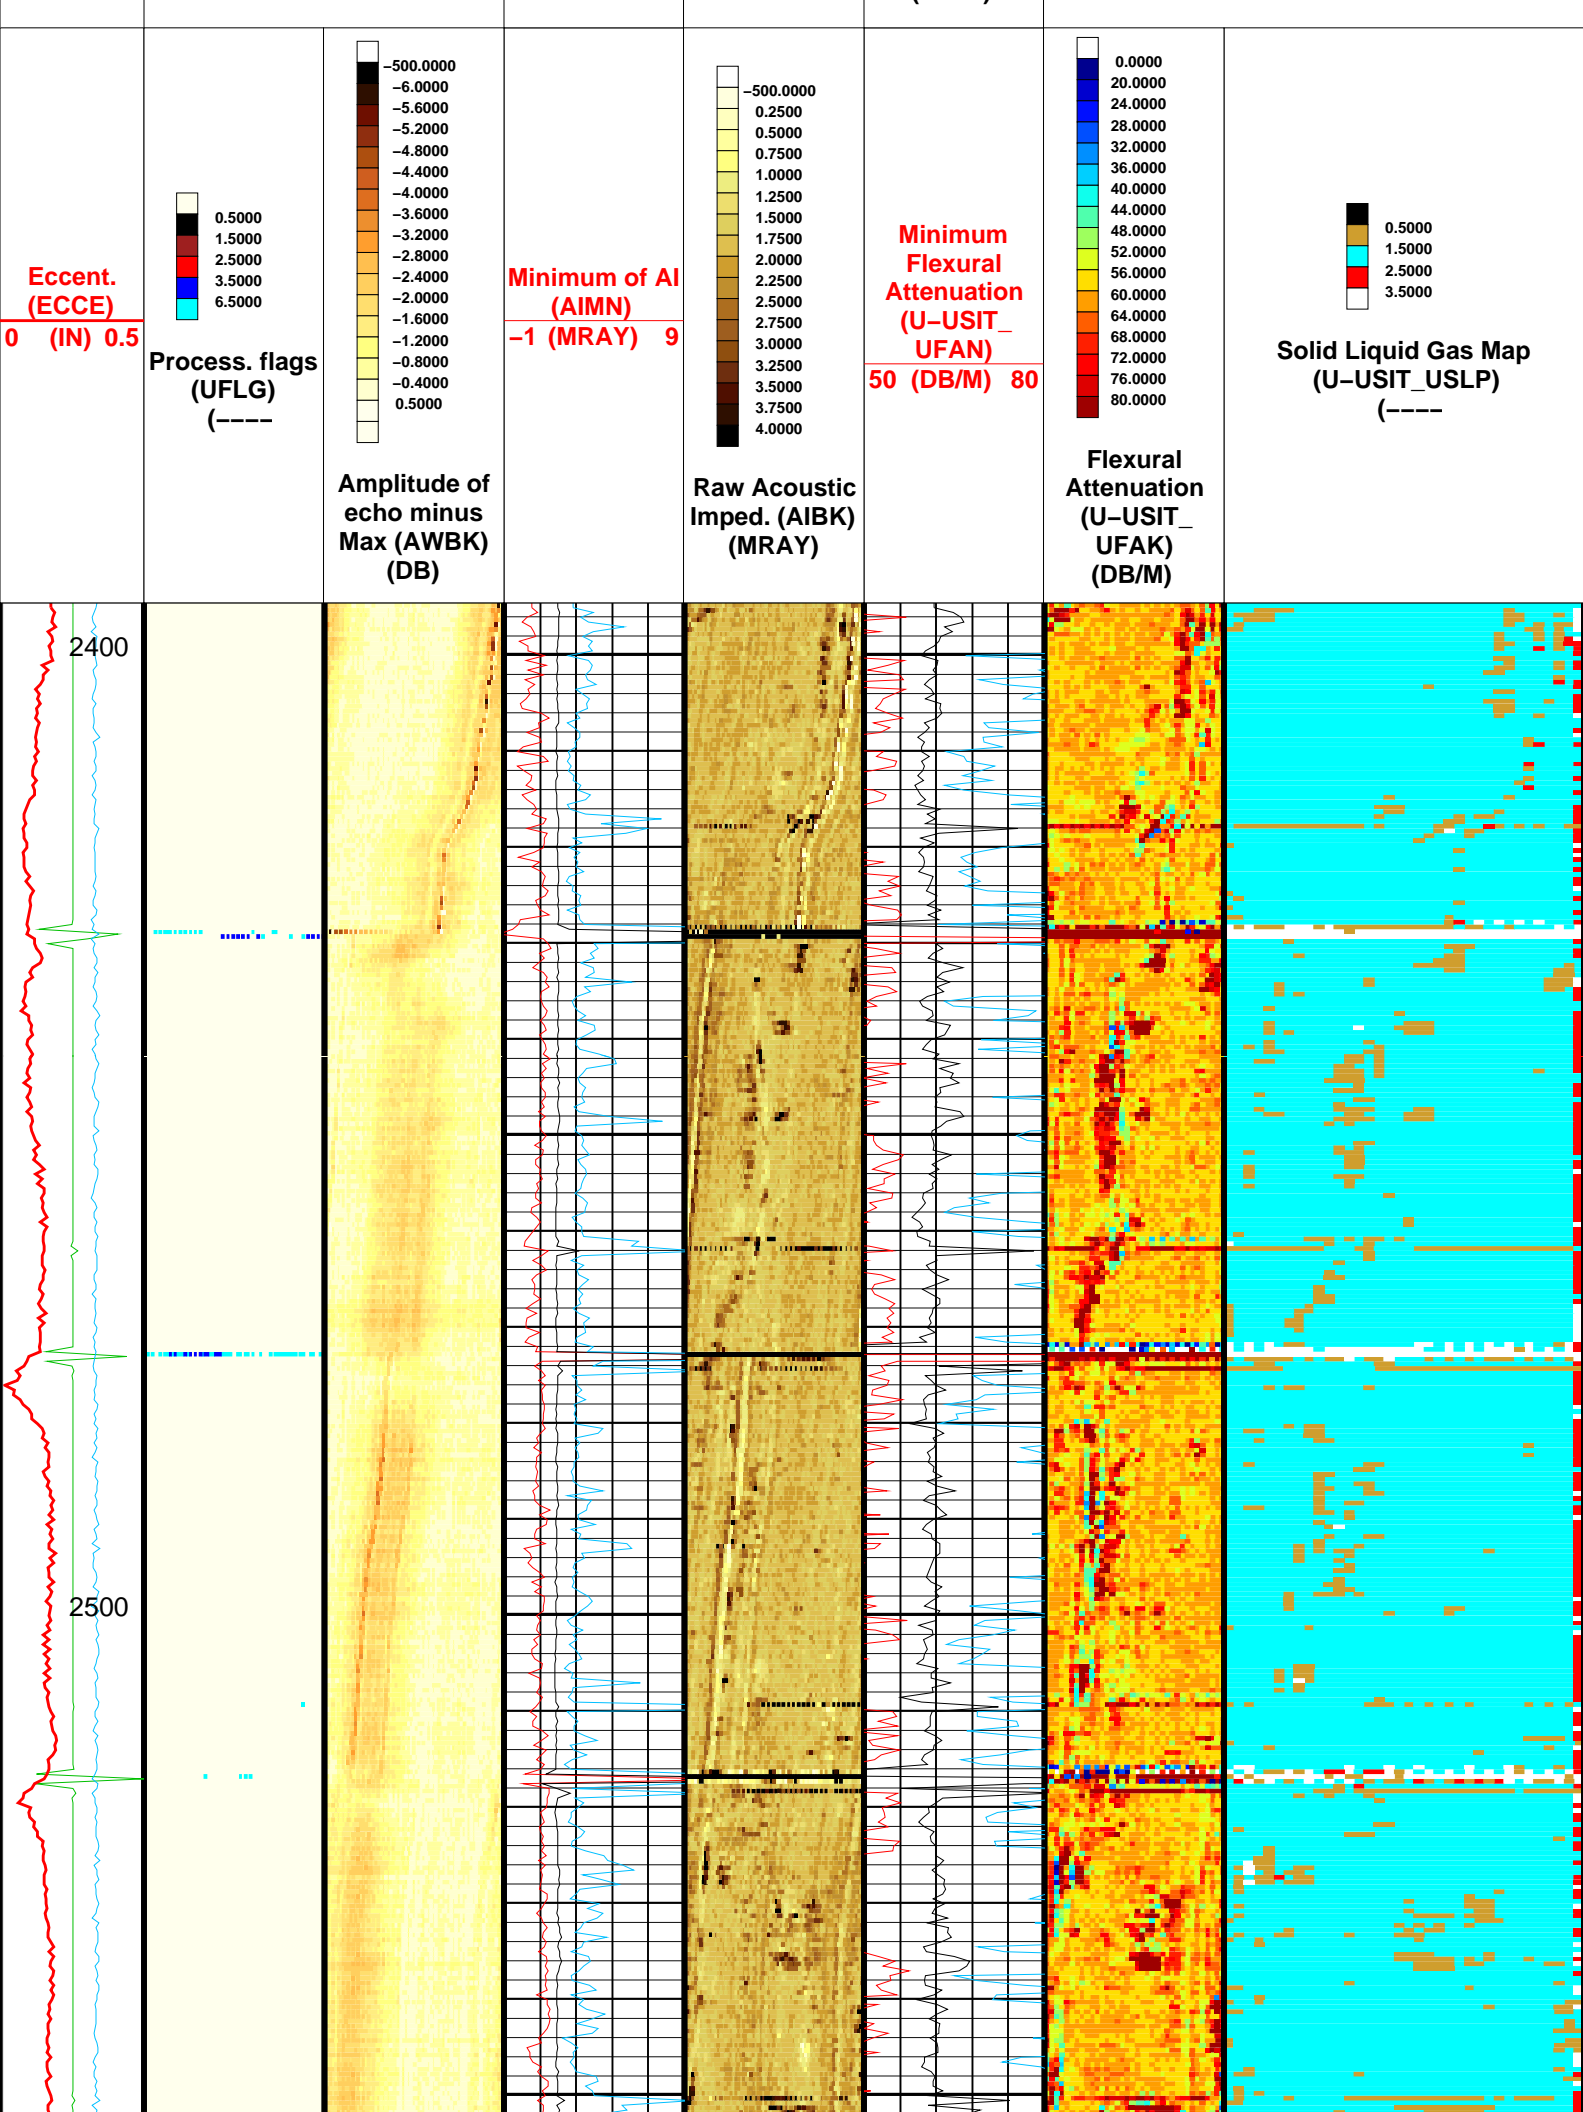 Eccent.
(ECCE)
0 (IN) 0.5
0.5000
1.5000
2.5000
3.5000
6.5000
Process. flags
(UFLG)
(––––
–500.0000
–6.0000
–5.6000
–5.2000
–4.8000
–4.4000
–4.0000
–3.6000
–3.2000
–2.8000
–2.4000
–2.0000
–1.6000
–1.2000
–0.8000
–0.4000
0.5000
Amplitude of
echo minus
Max (AWBK)
(DB)
Minimum of AI
(AIMN)
–1 (MRAY) 9
–500.0000
0.2500
0.5000
0.7500
1.0000
1.2500
1.5000
1.7500
2.0000
2.2500
2.5000
2.7500
3.0000
3.2500
3.5000
3.7500
4.0000
Raw Acoustic
Imped. (AIBK)
(MRAY)
Minimum
Flexural
Attenuation
(U–USIT_
UFAN)
50 (DB/M) 80
0.0000
20.0000
24.0000
28.0000
32.0000
36.0000
40.0000
44.0000
48.0000
52.0000
56.0000
60.0000
64.0000
68.0000
72.0000
76.0000
80.0000
Flexural
Attenuation
(U–USIT_
UFAK)
(DB/M)
0.5000
1.5000
2.5000
3.5000
Solid Liquid Gas Map
(U–USIT_USLP)
(––––
2400
2500